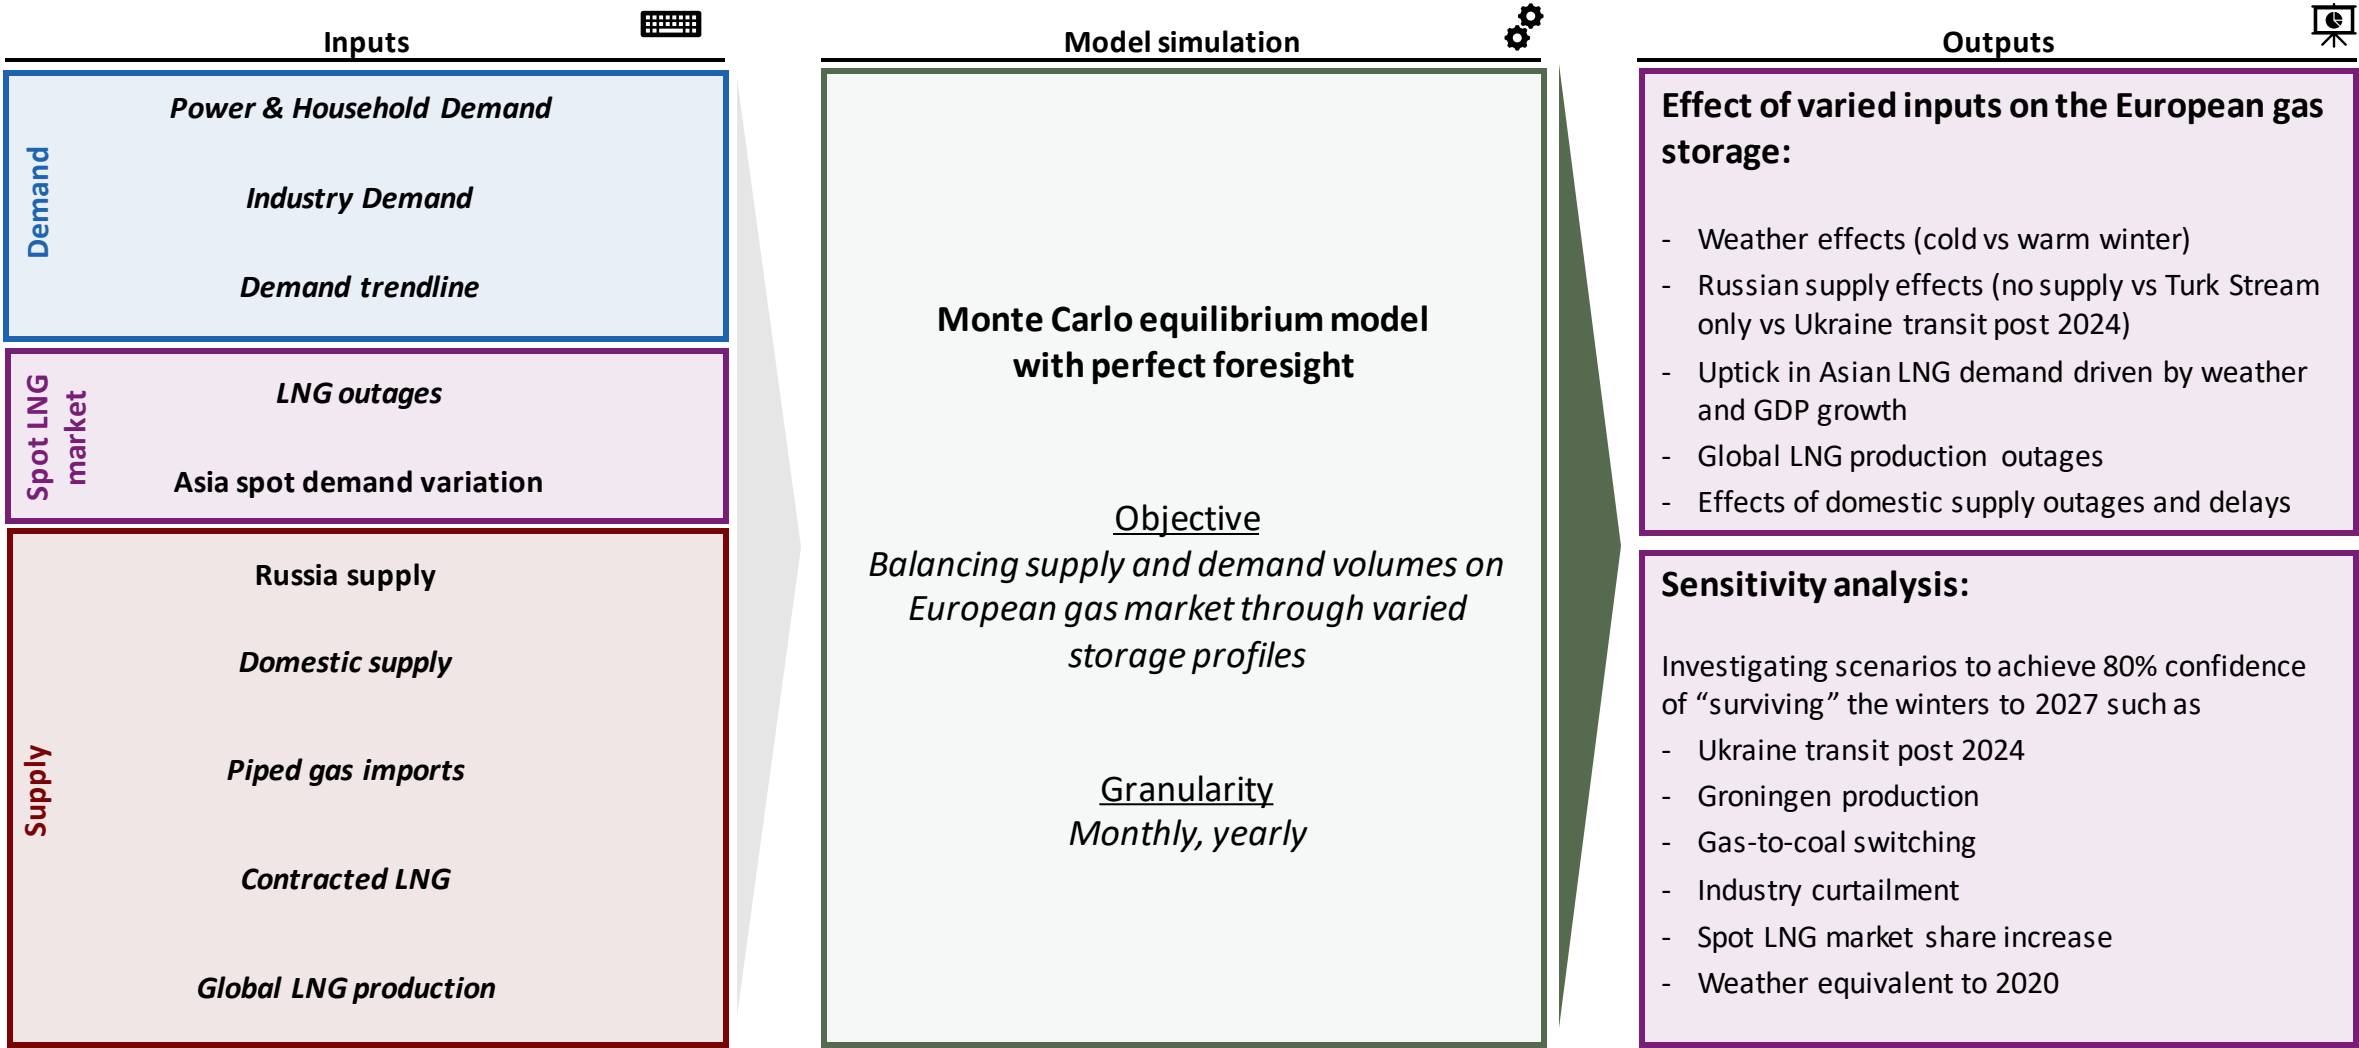 Inputs
Demand
Power & Household Demand
Industry Demand
Demand trendline
Spot LNG
market
LNG outages
Asia spot demand variation
Supply
Russia supply
Domestic supply
Piped gas imports
Contracted LNG
Global LNG production
Model simulation
Monte Carlo equilibrium model
with perfect foresight
Objective
Balancing supply and demand volumes on
European gas market through varied
storage profiles
Granularity
Monthly, yearly
Outputs
Effect of varied inputs on the European gas
storage:
- Weather effects (cold vs warm winter)
- Russian supply effects (no supply vs Turk Stream
only vs Ukraine transit post 2024)
- Uptick in Asian LNG demand driven by weather
and GDP growth
- Global LNG production outages
- Effects of domestic supply outages and delays
Sensitivity analysis:
Investigating scenarios to achieve 80% confidence
of “surviving” the winters to 2027 such as
- Ukraine transit post 2024
- Groningen production
- Gas-to-coal switching
- Industry curtailment
- Spot LNG market share increase
- Weather equivalent to 2020